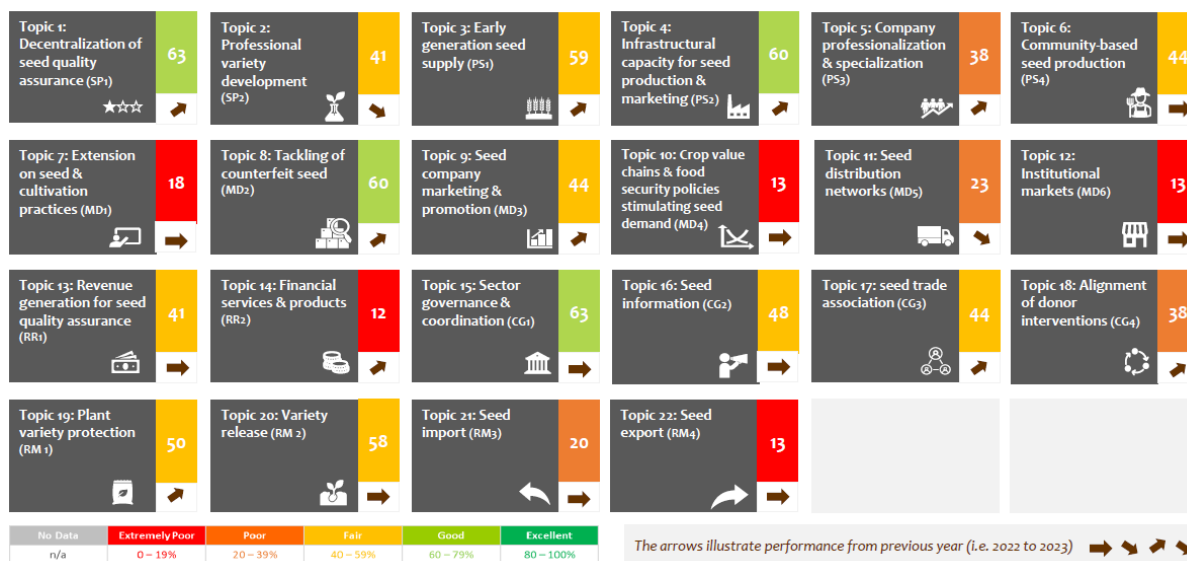 Topic 1:
Decentralization of
seed quality
assurance (SP1)
63
Topic 2:
Professional
variety
development
(SP2)
41
Topic 3: Early
generation seed
supply (PS1)
59
Topic 4:
Infrastructural
capacity for seed
production &
marketing (PS2)
60
Topic 5: Company
professionalization
& specialization
(PS3)
38
Topic 6:
Community-based
seed production
(PS4)
44
Topic 7: Extension
on seed &
cultivation
practices (MD1)
18
Topic 8: Tackling of
counterfeit seed
(MD2)
60
Topic 9: Seed
company
marketing &
promotion (MD3)
44
Topic 10: Crop value
chains & food
security policies
stimulating seed
demand (MD4)
13
Topic 11: Seed
distribution
networks (MD5)
23
Topic 12:
Institutional
markets (MD6)
13
Topic 13: Revenue
generation for seed
quality assurance
(RR1)
41
Topic 14: Financial
services & products
(RR2)
12
Topic 15: Sector
governance &
coordination (CG1)
63
Topic 16: Seed
information (CG2)
48
Topic 17: seed trade
association (CG3)
44
Topic 18: Alignment
of donor
interventions (CG4)
38
Topic 19: Plant
variety protection
(RM 1)
50
Topic 20: Variety
release (RM 2)
58
Topic 21: Seed
import (RM3)
20
Topic 22: Seed
export (RM4)
13
No Data Extremely Poor Poor Fair Good Excellent
n/a 0 – 19% 20 – 39% 40 – 59% 60 – 79% 80 – 100%
The arrows illustrate performance from previous year (i.e. 2022 to 2023)